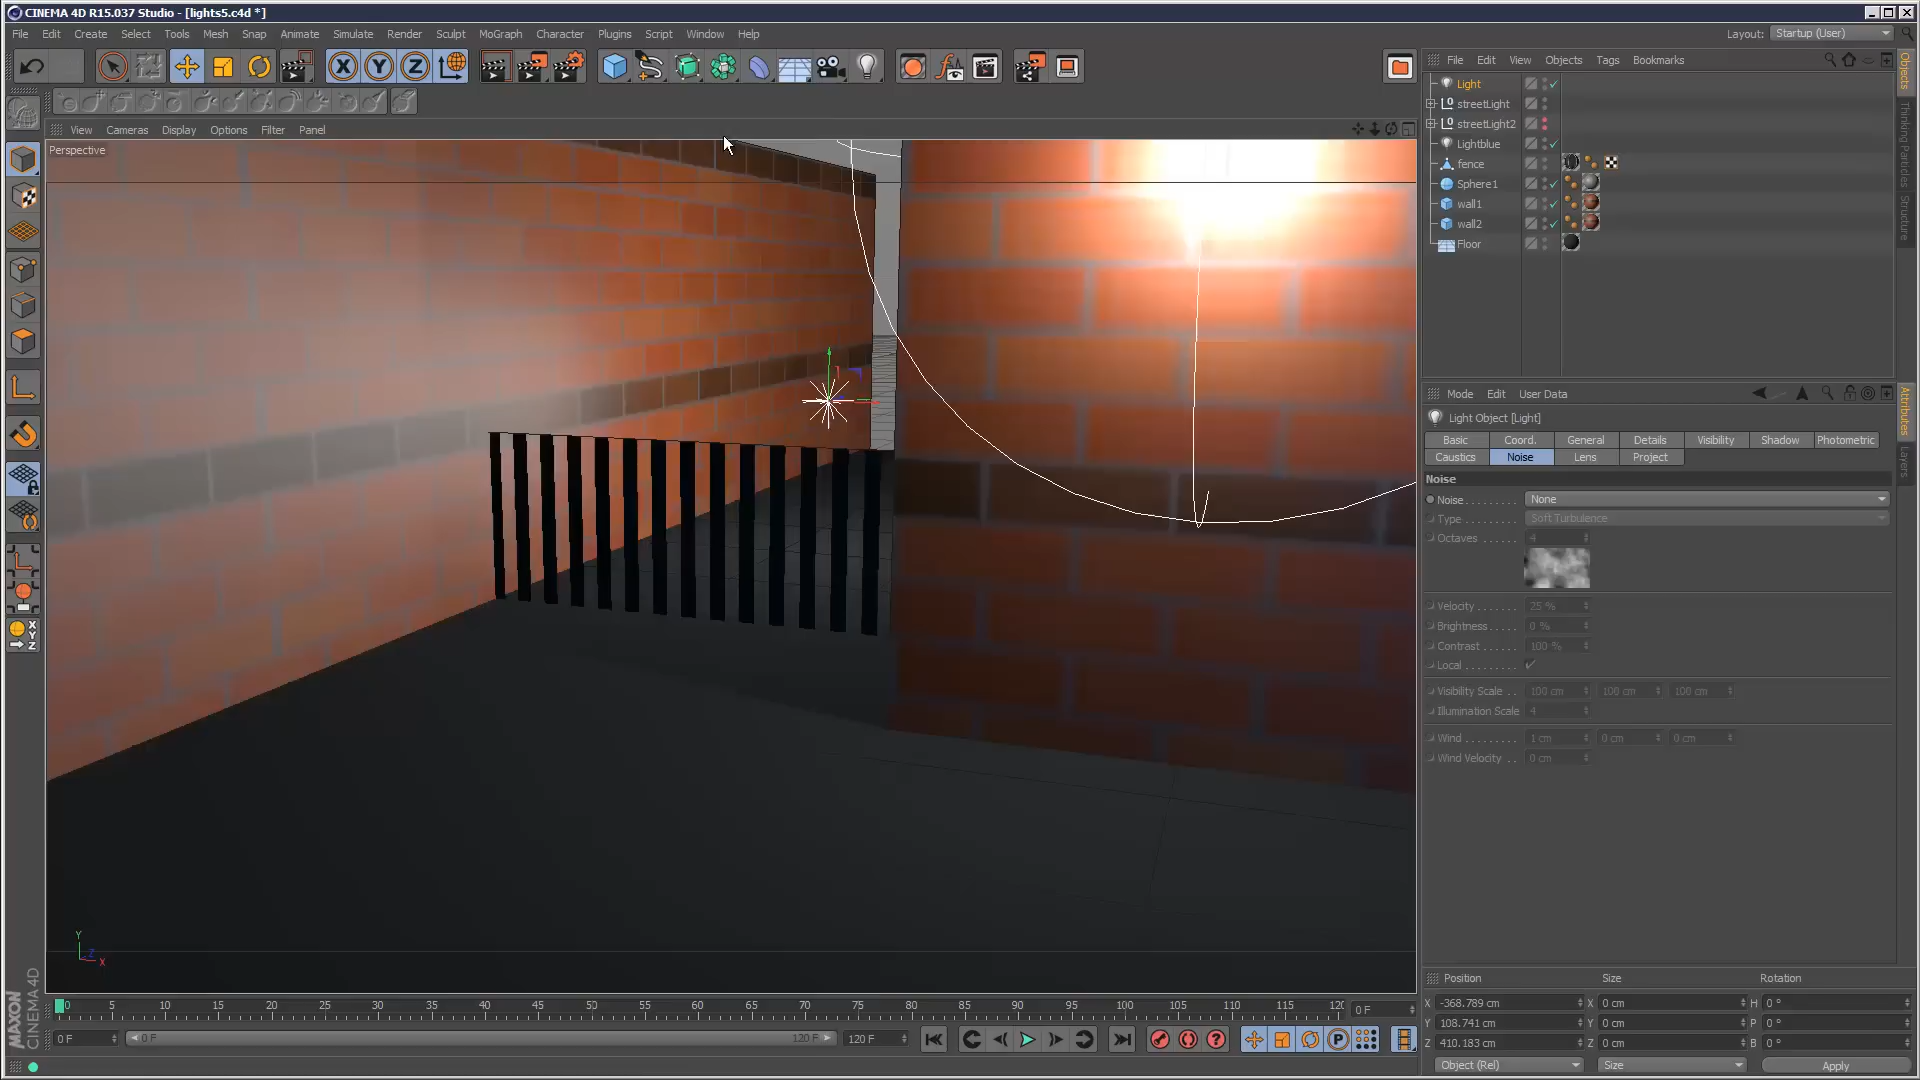 CINEMA 4D R15.037 Studio - [lights5.c4d *]
File Edit Create Select Tools Mesh Snap Animate Simulate Render Sculpt MoGraph Character Plugins Script Window Help
Layout: Startup (User)
File Edit View Objects Tags Bookmarks
View Cameras Display Options Filter Panel
Perspective
Light
streetLight
streetLight2
Lightblue
fence
Sphere1
wall1
wall2
Floor
Objects
Thinking Particles
Structure
Mode Edit User Data
Light Object [Light]
Basic Coord. General Details Visibility Shadow Photometric
Caustics Noise Lens Project
Noise
Noise None
Type Soft Turbulence
Octaves 4
Velocity 25 %
Brightness 0 %
Contrast 100 %
Local
Visibility Scale 100 cm 100 cm 100 cm
Illumination Scale 4
Wind 1 cm 0 cm 0 cm
Wind Velocity 0 cm
Attributes
Layers
Y
Z
X
X Y Z
MAXON
CINEMA 4D
0 5 10 15 20 25 30 35 40 45 50 55 60 65 70 75 80 85 90 95 100 105 110 115 0 F
0 F 0 F 120 F 120 F
Position Size Rotation
X -368.789 cm X 0 cm H 0 °
Y 108.741 cm Y 0 cm P 0 °
Z 410.183 cm Z 0 cm B 0 °
Object (Rel) Size Apply